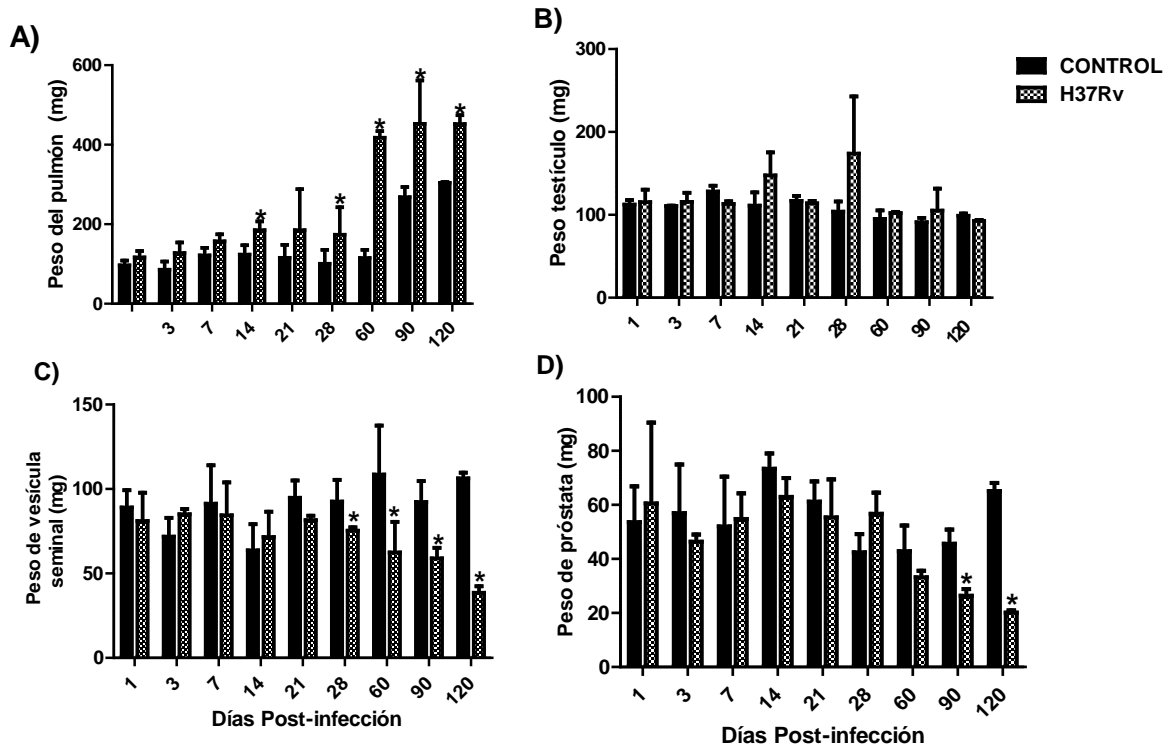 A)
Peso del pulmón (mg)
600
400
200
0
* * * * *
3 7 14 21 28 60 90 120
B)
Peso testículo (mg)
300
200
100
0
1 3 7 14 21 28 60 90 120
CONTROL
H37Rv
C)
Peso de vesícula
seminal (mg)
150
100
50
0
* * * *
1 3 7 14 21 28 60 90 120
Días Post-infección
D)
Peso de próstata (mg)
100
80
60
40
20
0
* *
1 3 7 14 21 28 60 90 120
Días Post-infección